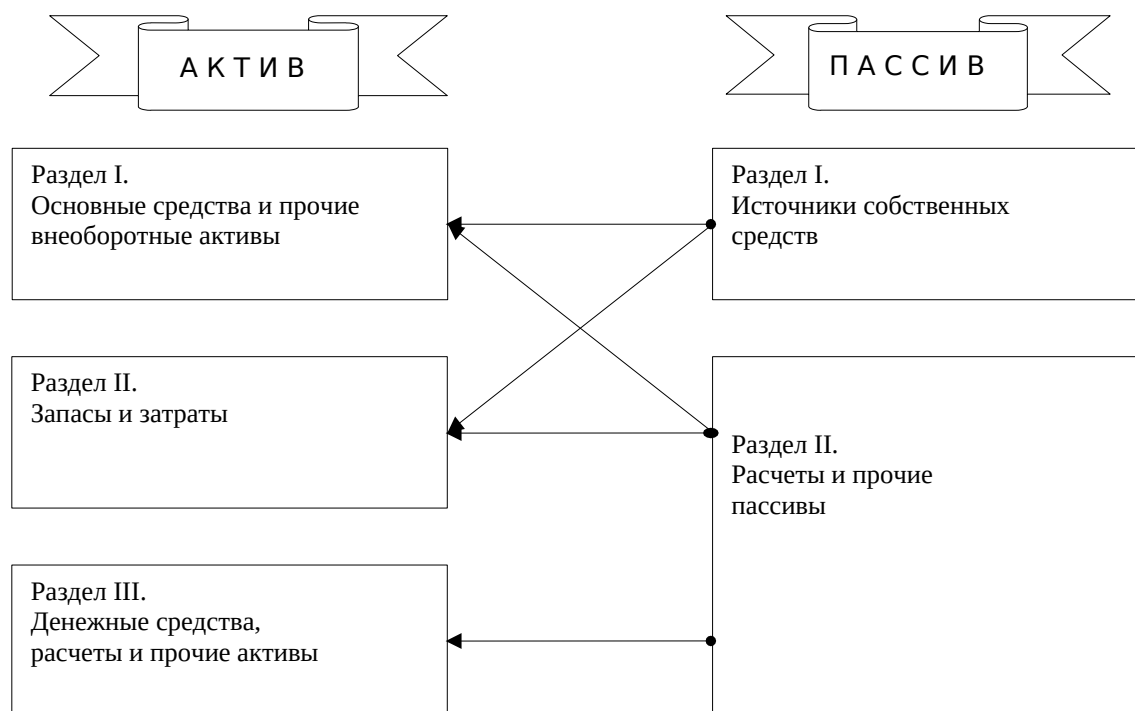 А К Т И В
П А С С И В
Раздел I.
Основные средства и прочие
внеоборотные активы
Раздел I.
Источники собственных
средств
Раздел II.
Запасы и затраты
Раздел II.
Расчеты и прочие
пассивы
Раздел III.
Денежные средства,
расчеты и прочие активы